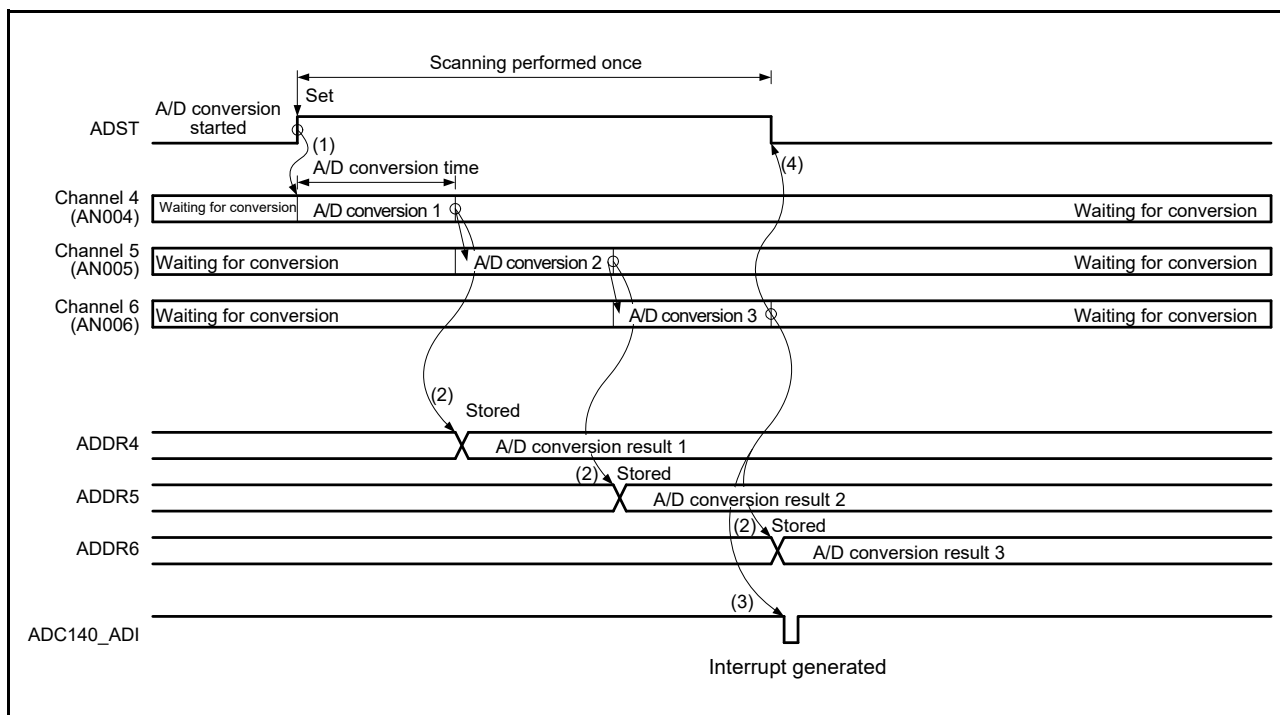 Scanning performed once
Set
A/D conversion
started
ADST
(1)
(4)
A/D conversion time
Channel 4
(AN004)
Waiting for conversion
A/D conversion 1
Waiting for conversion
Channel 5
(AN005)
Waiting for conversion
A/D conversion 2
Waiting for conversion
Channel 6
(AN006)
Waiting for conversion
A/D conversion 3
Waiting for conversion
(2)
Stored
ADDR4
A/D conversion result 1
(2)
Stored
ADDR5
A/D conversion result 2
(2)
Stored
ADDR6
A/D conversion result 3
(3)
ADC140_ADI
Interrupt generated